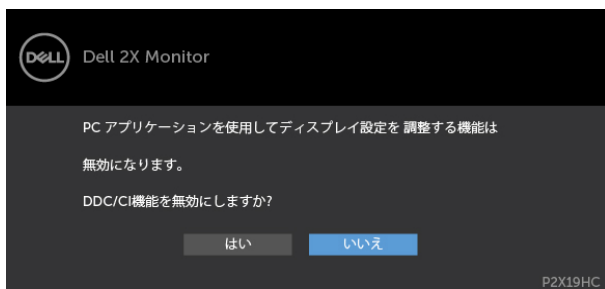 DELL
Dell 2X Monitor
PC アプリケーションを使用してディスプレイ設定を 調整する機能は
無効になります。
DDC/CI機能を無効にしますか?
はい
いいえ
P2X19HC